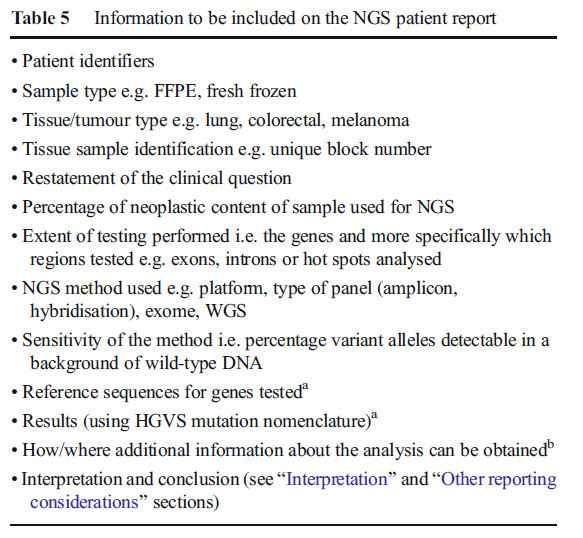 Table 5 Information to be included on the NGS patient report
• Patient identifiers
• Sample type e.g. FFPE, fresh frozen
• Tissue/tumour type e.g. lung, colorectal, melanoma
• Tissue sample identification e.g. unique block number
• Restatement of the clinical question
• Percentage of neoplastic content of sample used for NGS
• Extent of testing performed i.e. the genes and more specifically which
regions tested e.g. exons, introns or hot spots analysed
• NGS method used e.g. platform, type of panel (amplicon,
hybridisation), exome, WGS
• Sensitivity of the method i.e. percentage variant alleles detectable in a
background of wild-type DNA
• Reference sequences for genes testedᵃ
• Results (using HGVS mutation nomenclature)ᵃ
• How/where additional information about the analysis can be obtainedᵇ
• Interpretation and conclusion (see “Interpretation” and “Other reporting
considerations” sections)